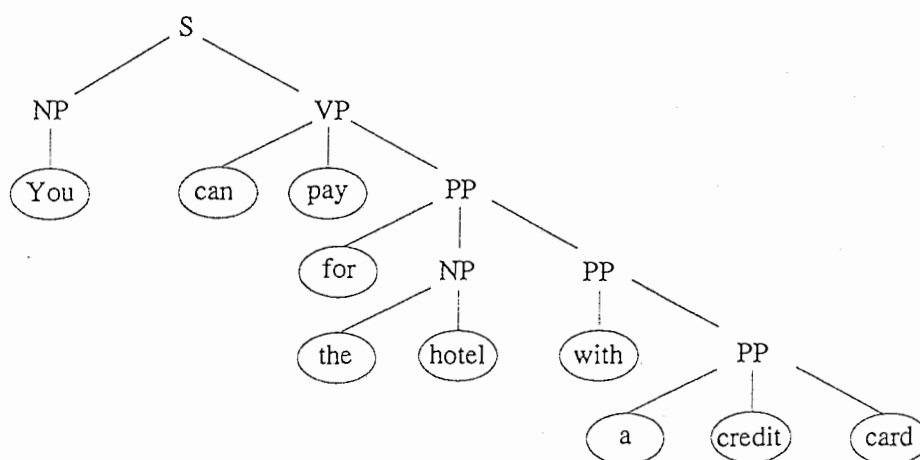 S
NP VP
You can pay PP
for NP PP
the hotel with PP
a credit card